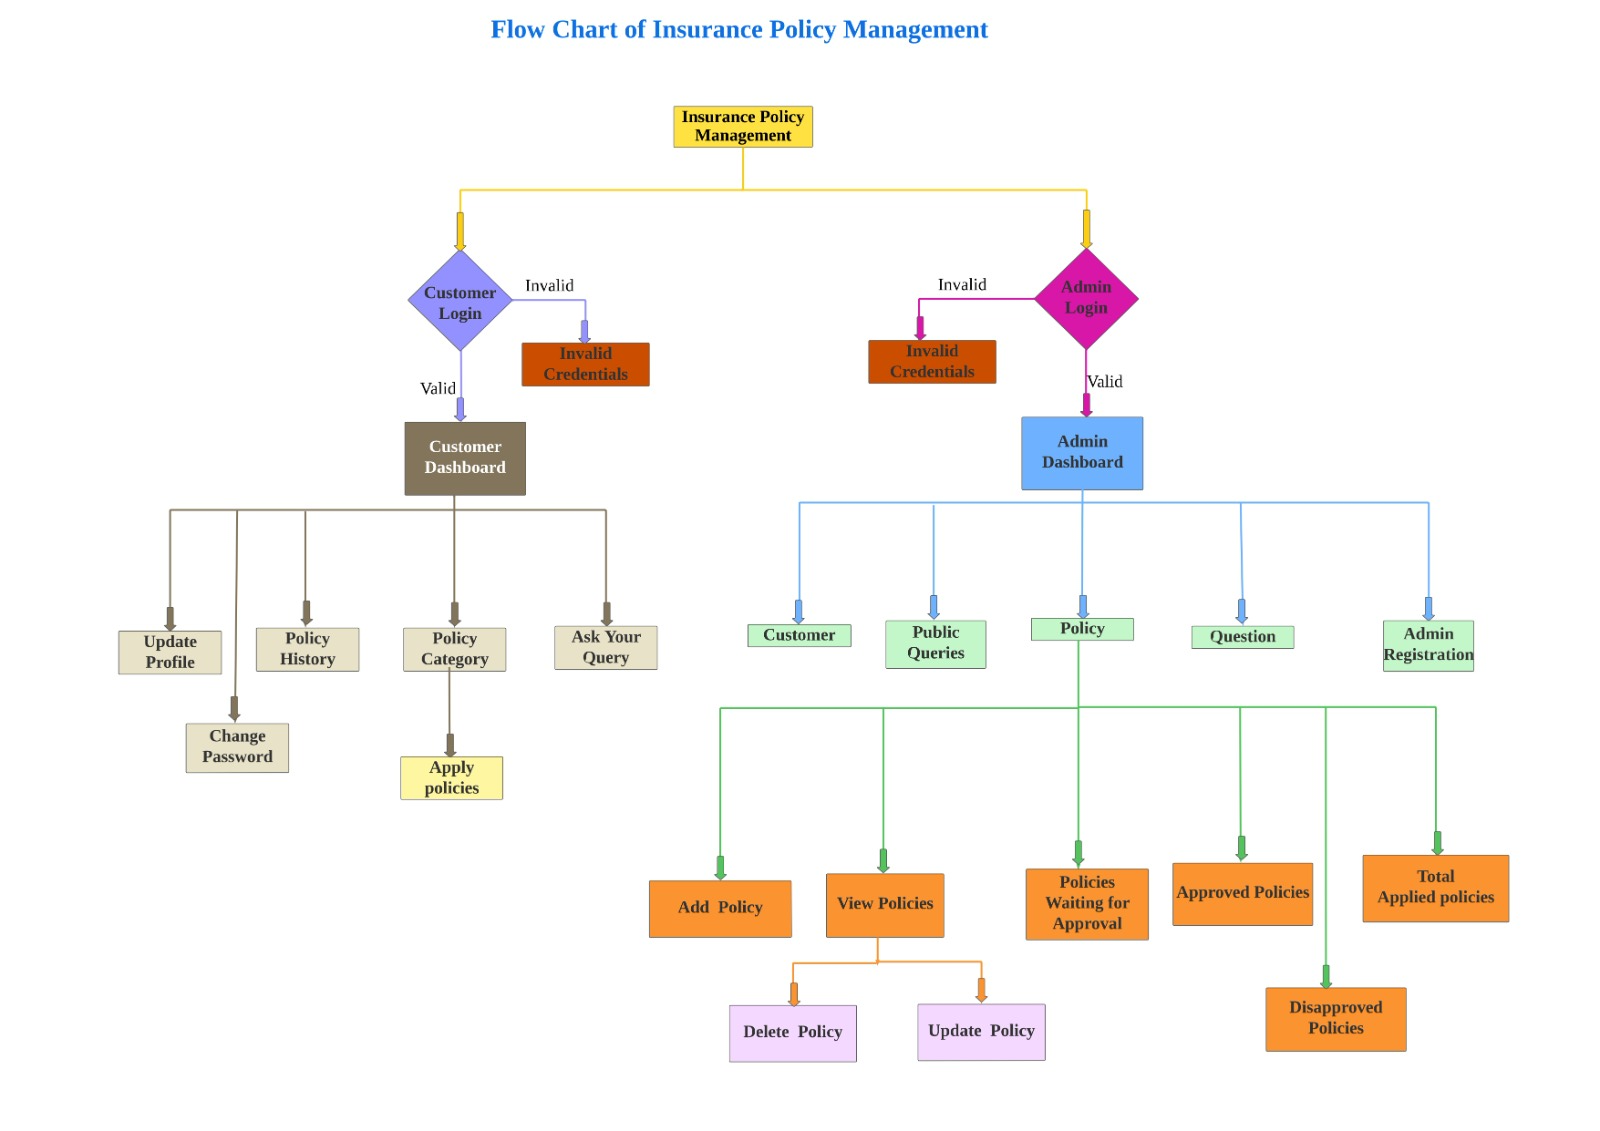 Flow Chart of Insurance Policy Management
Insurance Policy
Management
Customer
Login
Invalid
Invalid
Credentials
Valid
Invalid
Admin
Login
Invalid
Credentials
Valid
Customer
Dashboard
Admin
Dashboard
Update
Profile
Policy
History
Policy
Category
Ask Your
Query
Change
Password
Apply
policies
Customer
Public
Queries
Policy
Question
Admin
Registration
Add  Policy
View Policies
Policies
Waiting for
Approval
Approved Policies
Total
Applied policies
Delete  Policy
Update  Policy
Disapproved
Policies